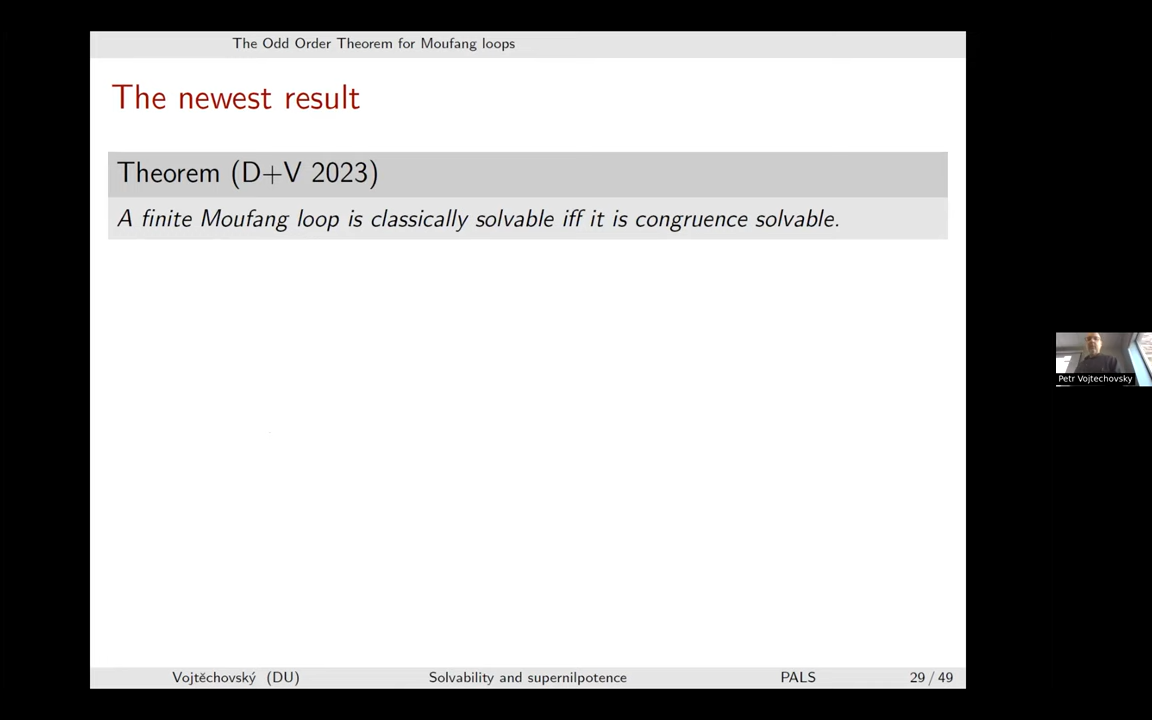 The Odd Order Theorem for Moufang loops
The newest result
Theorem (D+V 2023)
A finite Moufang loop is classically solvable iff it is congruence solvable.
Petr Vojtechovsky
Vojtěchovský (DU) Solvability and supernilpotence PALS 29 / 49